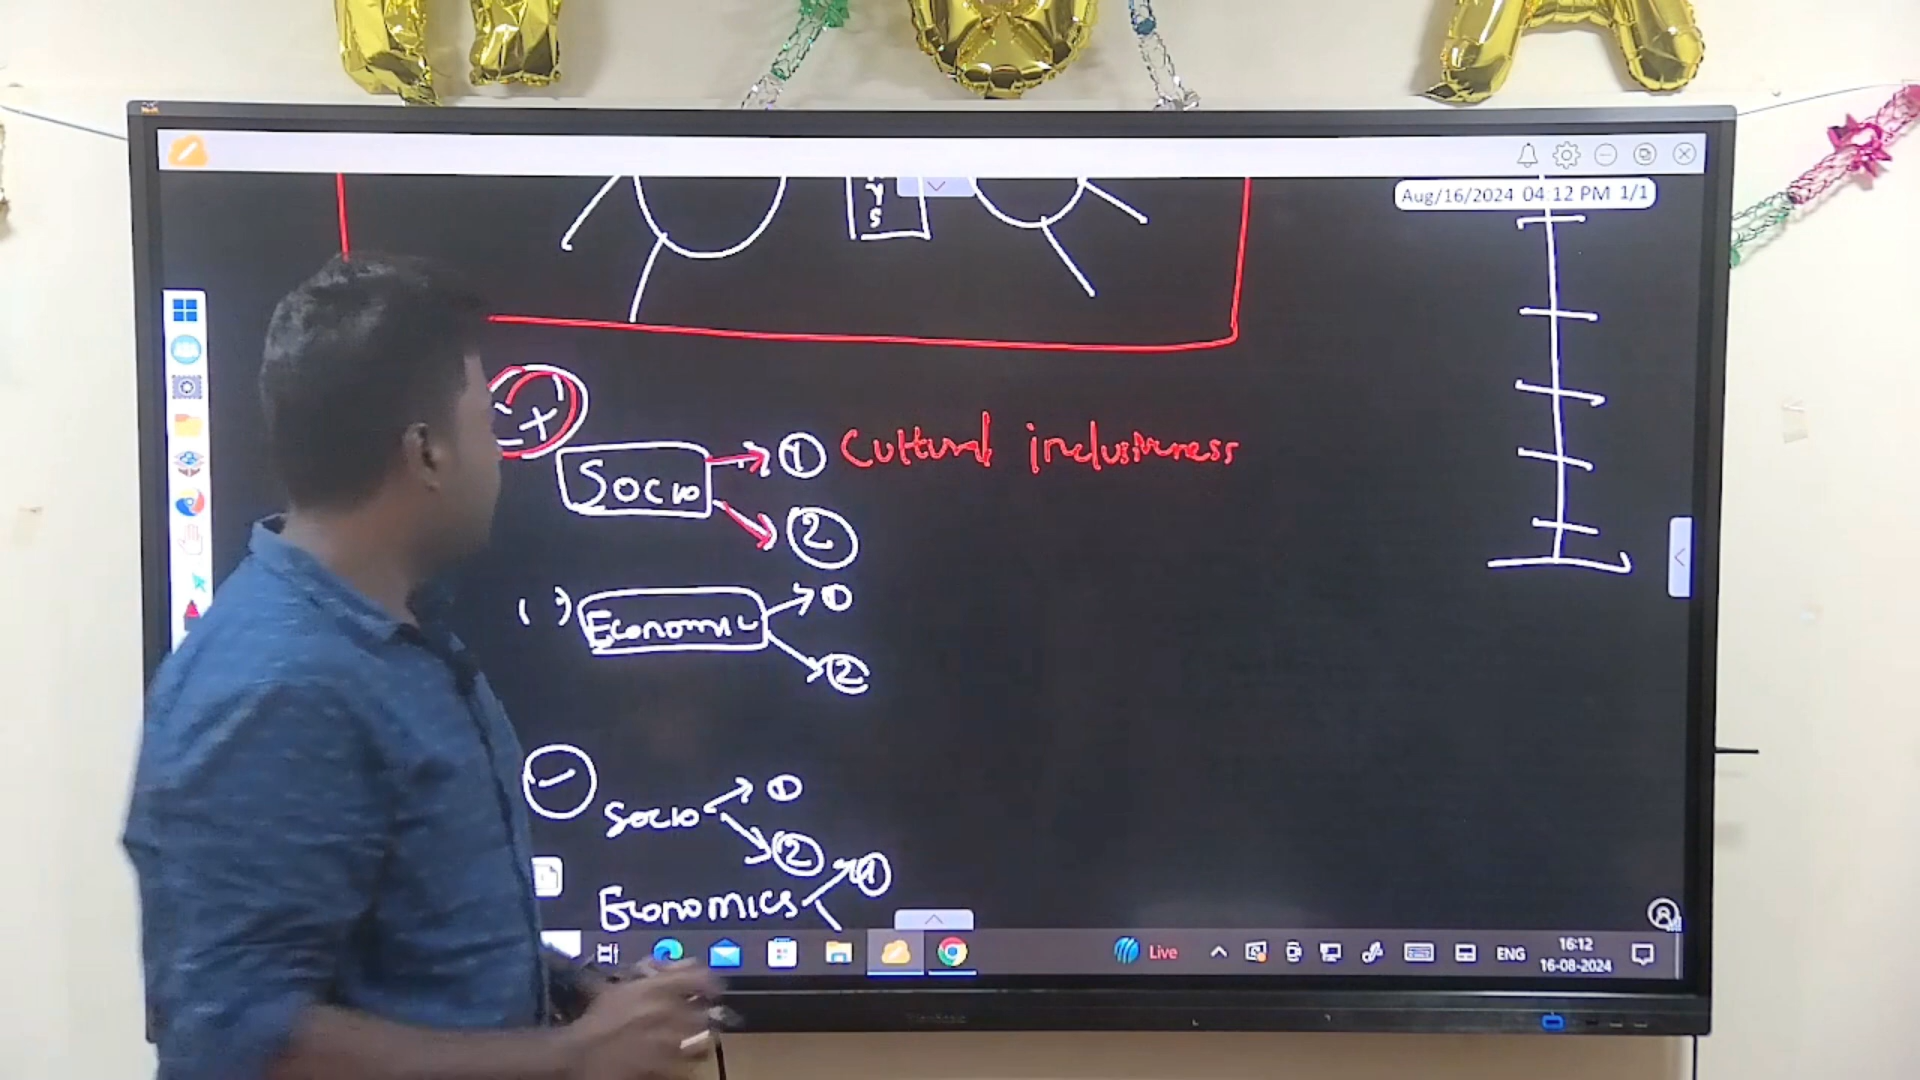 Aug/16/2024 04:12 PM 1/1
+
1 Cultural inclusiveness
Socio
2
( ) Economic
1
2
-
Socio
1
2
Economics
1
Live
ENG
16:12
16-08-2024
ViewSonic